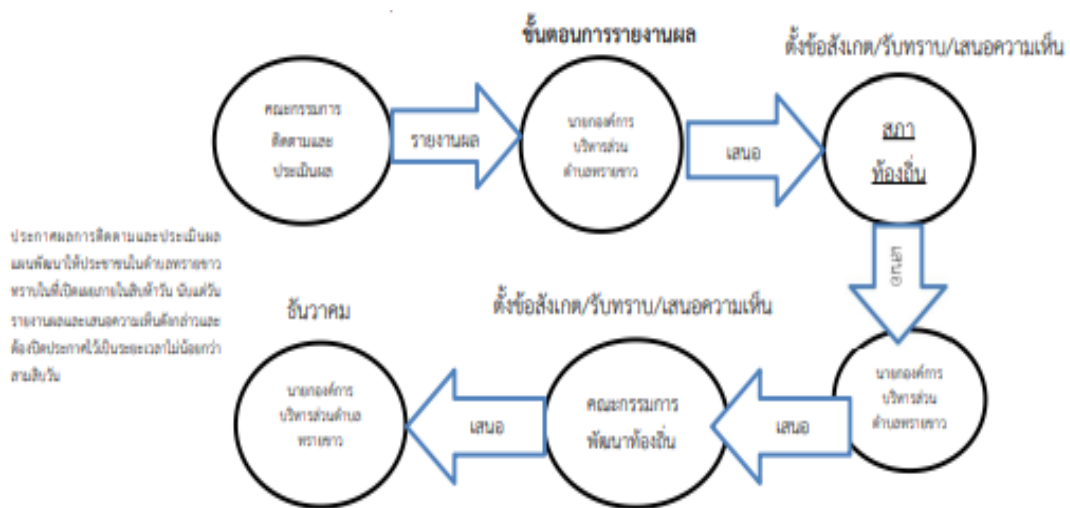 ขั้นตอนการรายงานผล
ตั้งข้อสังเกต/รับทราบ/เสนอความเห็น
คณะกรรมการ
ติดตามและ
ประเมินผล
รายงานผล
นายกองค์การ
บริหารส่วน
ตำบลทรายขาว
เสนอ
สภา
ท้องถิ่น
เสนอ
นายกองค์การ
บริหารส่วน
ตำบลทรายขาว
เสนอ
ตั้งข้อสังเกต/รับทราบ/เสนอความเห็น
คณะกรรมการ
พัฒนาท้องถิ่น
เสนอ
ธันวาคม
นายกองค์การ
บริหารส่วนตำบล
ทรายขาว
ประกาศผลการติดตามและประเมินผล
แผนพัฒนาให้ประชาชนในตำบลทรายขาว
ทราบในที่เปิดเผยภายในสิบห้าวัน นับแต่วัน
รายงานผลและเสนอความเห็นดังกล่าวและ
ต้องปิดประกาศไว้เป็นระยะเวลาไม่น้อยกว่า
สามสิบวัน